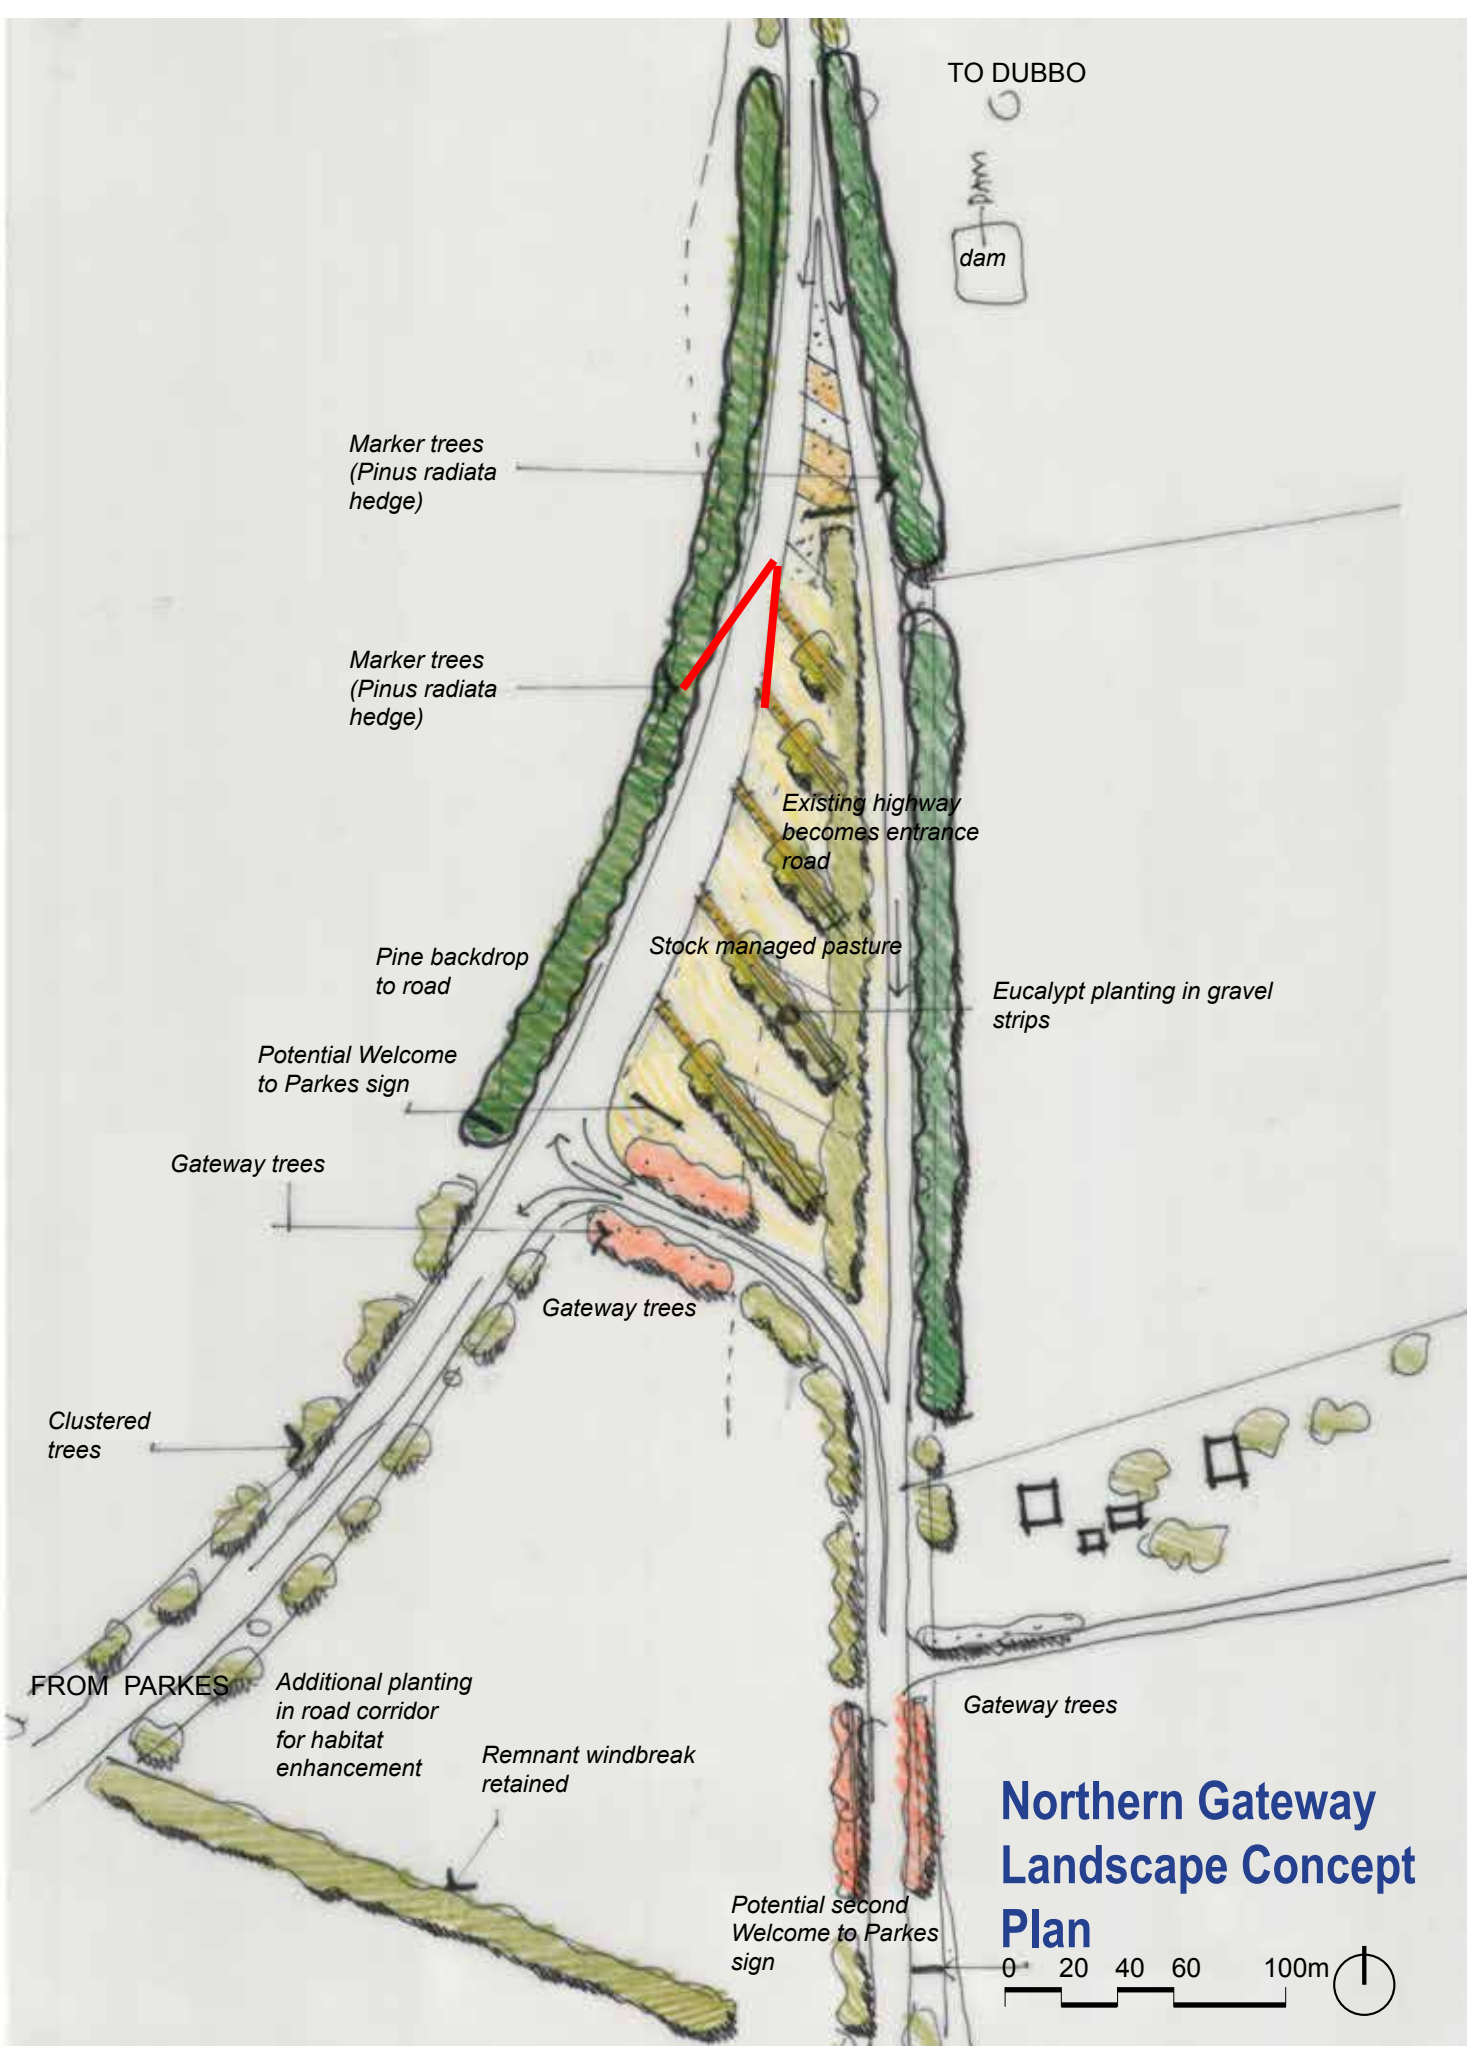 TO DUBBO
DAM
dam
Marker trees
(Pinus radiata
hedge)
Marker trees
(Pinus radiata
hedge)
Existing highway
becomes entrance
road
Stock managed pasture
Pine backdrop
to road
Eucalypt planting in gravel
strips
Potential Welcome
to Parkes sign
Gateway trees
Gateway trees
Clustered
trees
FROM PARKES
Additional planting
in road corridor
for habitat
enhancement
Remnant windbreak
retained
Gateway trees
Potential second
Welcome to Parkes
sign
Northern Gateway
Landscape Concept
Plan
0 20 40 60 100m